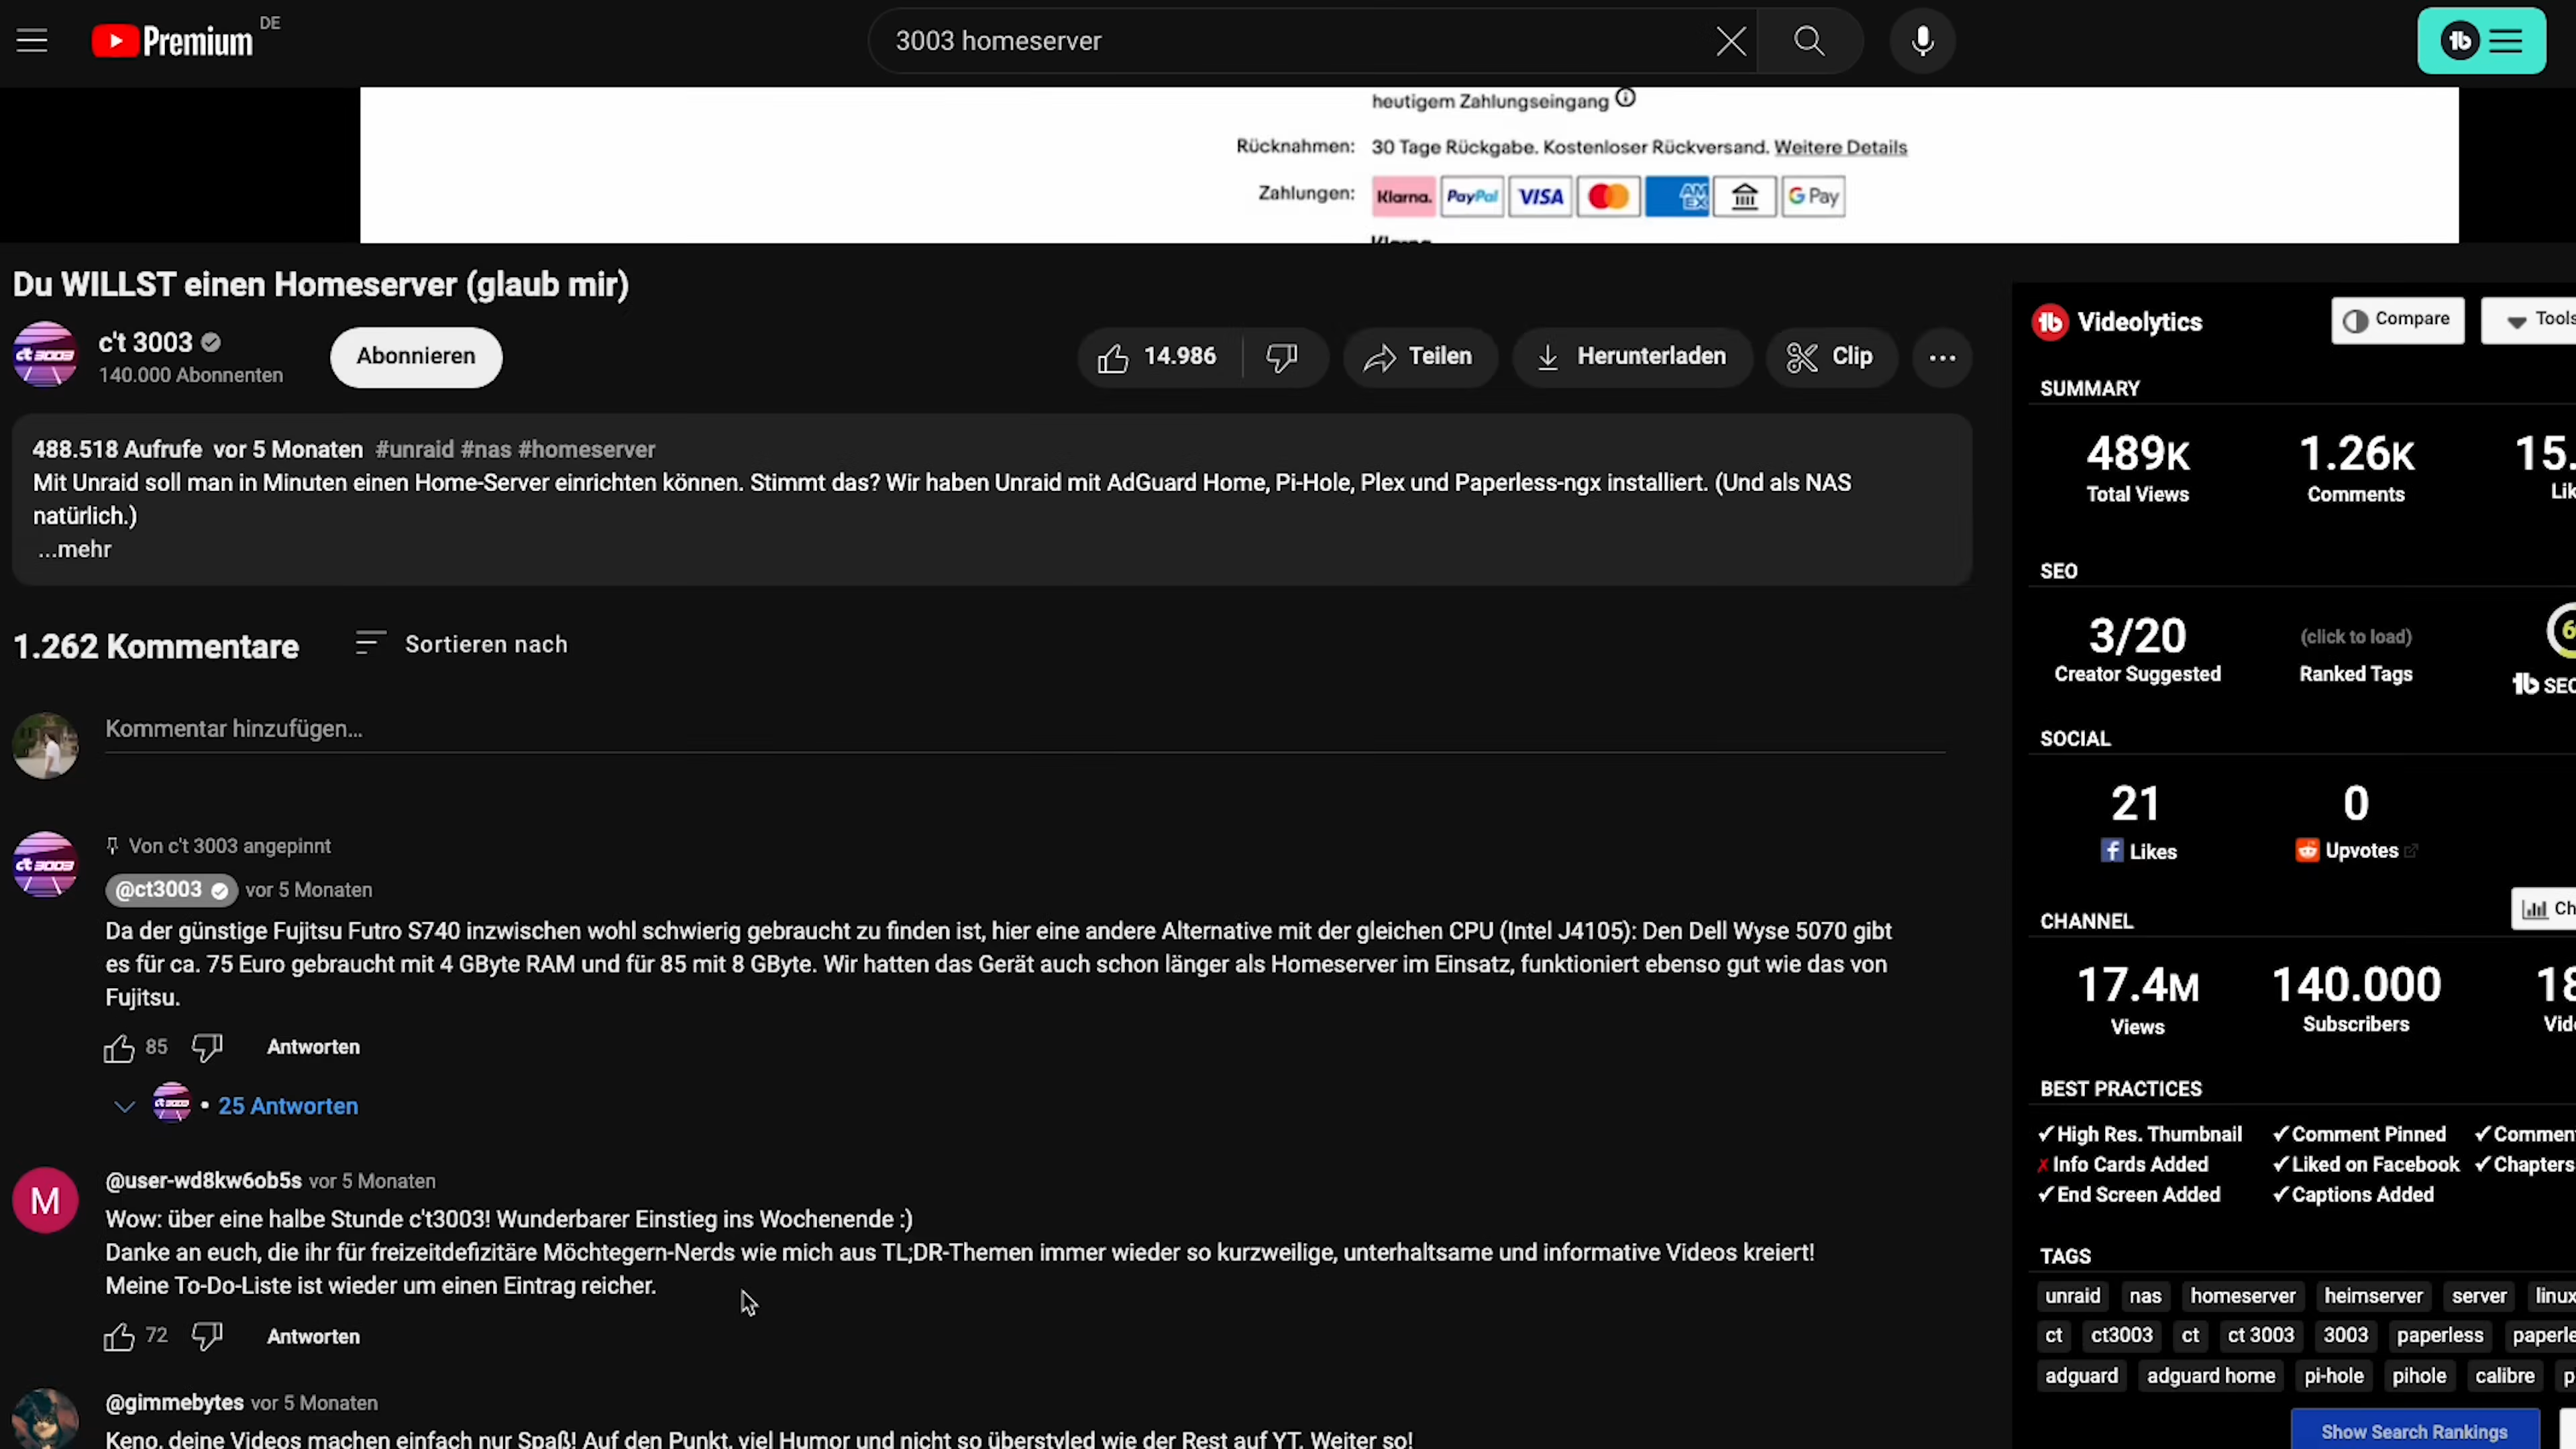 Premium DE
3003 homeserver
heutigem Zahlungseingang
Rücknahmen: 30 Tage Rückgabe. Kostenloser Rückversand. Weitere Details
Zahlungen: Klarna. PayPal VISA AM EX G Pay
Du WILLST einen Homeserver (glaub mir)
c't 3003
140.000 Abonnenten
Abonnieren
14.986
Teilen
Herunterladen
Clip
488.518 Aufrufe vor 5 Monaten #unraid #nas #homeserver
Mit Unraid soll man in Minuten einen Home-Server einrichten können. Stimmt das? Wir haben Unraid mit AdGuard Home, Pi-Hole, Plex und Paperless-ngx installiert. (Und als NAS
natürlich.)
...mehr
1.262 Kommentare
Sortieren nach
Kommentar hinzufügen...
Von c't 3003 angepinnt
@ct3003 vor 5 Monaten
Da der günstige Fujitsu Futro S740 inzwischen wohl schwierig gebraucht zu finden ist, hier eine andere Alternative mit der gleichen CPU (Intel J4105): Den Dell Wyse 5070 gibt
es für ca. 75 Euro gebraucht mit 4 GByte RAM und für 85 mit 8 GByte. Wir hatten das Gerät auch schon länger als Homeserver im Einsatz, funktioniert ebenso gut wie das von
Fujitsu.
85
Antworten
• 25 Antworten
M
@user-wd8kw6ob5s vor 5 Monaten
Wow: über eine halbe Stunde c't3003! Wunderbarer Einstieg ins Wochenende :)
Danke an euch, die ihr für freizeitdefizitäre Möchtegern-Nerds wie mich aus TL;DR-Themen immer wieder so kurzweilige, unterhaltsame und informative Videos kreiert!
Meine To-Do-Liste ist wieder um einen Eintrag reicher.
72
Antworten
@gimmebytes vor 5 Monaten
Keno, deine Videos machen einfach nur Spaß! Auf den Punkt, viel Humor und nicht so überstyled wie der Rest auf YT. Weiter so!
Videolytics
Compare
Tools
SUMMARY
489K 1.26K 15.
Total Views Comments Lik
SEO
3/20 (click to load) 6
Creator Suggested Ranked Tags SEO
SOCIAL
21 0
Likes Upvotes
CHANNEL
Ch
17.4M 140.000 18
Views Subscribers Vide
BEST PRACTICES
✓High Res. Thumbnail ✓Comment Pinned ✓Commen
✗Info Cards Added ✓Liked on Facebook ✓Chapters
✓End Screen Added ✓Captions Added
TAGS
unraid nas homeserver heimserver server linux
ct ct3003 ct ct 3003 3003 paperless paperle
adguard adguard home pi-hole pihole calibre p
Show Search Rankings